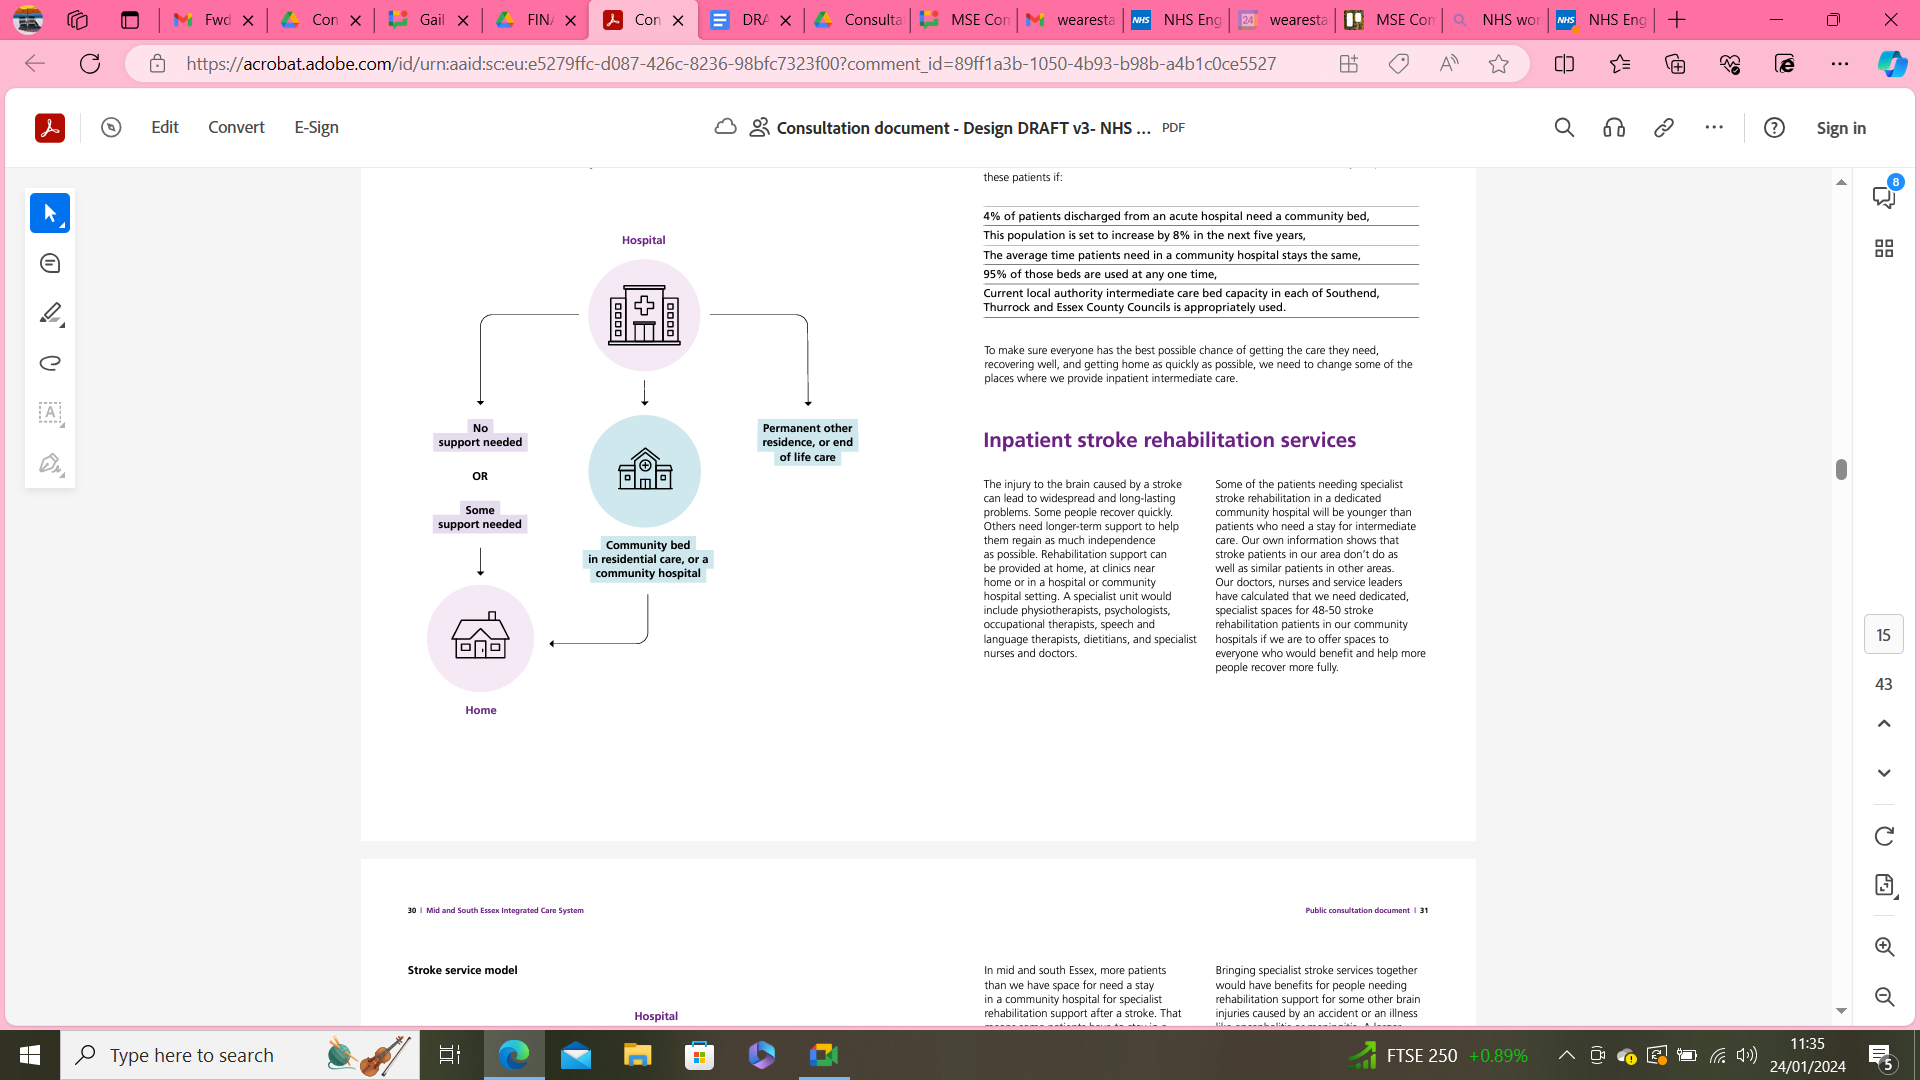 Fwd
Con
Gail
FINA
Con
DRA
Consulta
MSE Com
wearesta
NHS Eng
wearesta
MSE Com
NHS wor
NHS Eng
https://acrobat.adobe.com/id/urn:aaid:sc:eu:e5279ffc-d087-426c-8236-98bfc7323f00?comment_id=89ff1a3b-1050-4b93-b98b-a4b1c0ce5527
Edit
Convert
E-Sign
Consultation document - Design DRAFT v3- NHS ... PDF
Sign in
8
15
43
Hospital
No
support needed
OR
Some
support needed
Home
Community bed
in residential care, or a
community hospital
Permanent other
residence, or end
of life care
these patients if:
4% of patients discharged from an acute hospital need a community bed,
This population is set to increase by 8% in the next five years,
The average time patients need in a community hospital stays the same,
95% of those beds are used at any one time,
Current local authority intermediate care bed capacity in each of Southend,
Thurrock and Essex County Councils is appropriately used.
To make sure everyone has the best possible chance of getting the care they need,
recovering well, and getting home as quickly as possible, we need to change some of the
places where we provide inpatient intermediate care.
Inpatient stroke rehabilitation services
The injury to the brain caused by a stroke
can lead to widespread and long-lasting
problems. Some people recover quickly.
Others need longer-term support to help
them regain as much independence
as possible. Rehabilitation support can
be provided at home, at clinics near
home or in a hospital or community
hospital setting. A specialist unit would
include physiotherapists, psychologists,
occupational therapists, speech and
language therapists, dietitians, and specialist
nurses and doctors.
Some of the patients needing specialist
stroke rehabilitation in a dedicated
community hospital will be younger than
patients who need a stay for intermediate
care. Our own information shows that
stroke patients in our area don't do as
well as similar patients in other areas.
Our doctors, nurses and service leaders
have calculated that we need dedicated,
specialist spaces for 48-50 stroke
rehabilitation patients in our community
hospitals if we are to offer spaces to
everyone who would benefit and help more
people recover more fully.
30 | Mid and South Essex Integrated Care System
Public consultation document | 31
Stroke service model
Hospital
In mid and south Essex, more patients
than we have space for need a stay
in a community hospital for specialist
rehabilitation support after a stroke. That
Bringing specialist stroke services together
would have benefits for people needing
rehabilitation support for some other brain
injuries caused by an accident or an illness
Type here to search
FTSE 250 +0.89%
11:35
24/01/2024
5